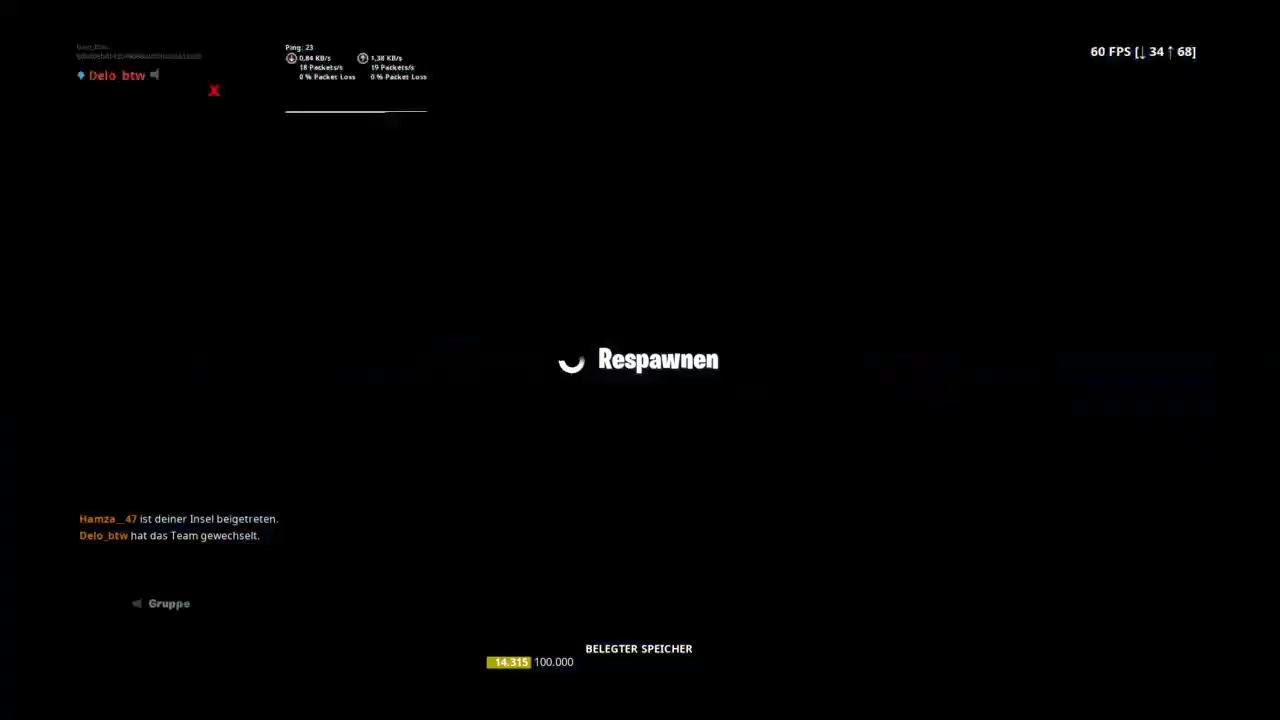 Ping: 23
0,84 KB/s 1,38 KB/s
18 Packets/s 19 Packets/s
0 % Packet Loss 0 % Packet Loss
60 FPS [↓ 34 ↑ 68]
Delo_btw
X
Respawnen
Hamza__47 ist deiner Insel beigetreten.
Delo_btw hat das Team gewechselt.
Gruppe
BELEGTER SPEICHER
14.315 100.000